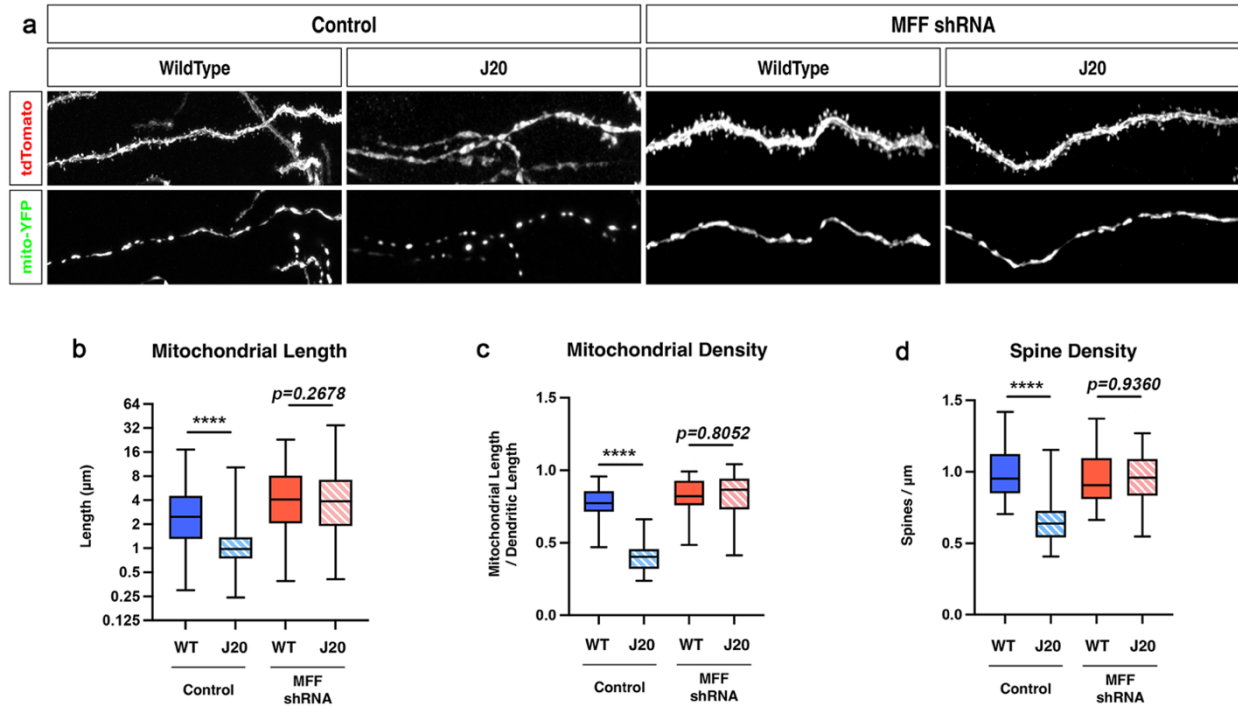 a
Control
MFF shRNA
WildType
J20
WildType
J20
tdTomato
mito-YFP
b
Mitochondrial Length
Length (µm)
64
32
16
8
4
2
1
0.5
0.25
0.125
****
p=0.2678
WT
J20
WT
J20
Control
MFF
shRNA
c
Mitochondrial Density
Mitochondrial Length
/ Dendritic Length
1.5
1.0
0.5
0.0
****
p=0.8052
WT
J20
WT
J20
Control
MFF
shRNA
d
Spine Density
Spines / µm
1.5
1.0
0.5
0.0
****
p=0.9360
WT
J20
WT
J20
Control
MFF
shRNA